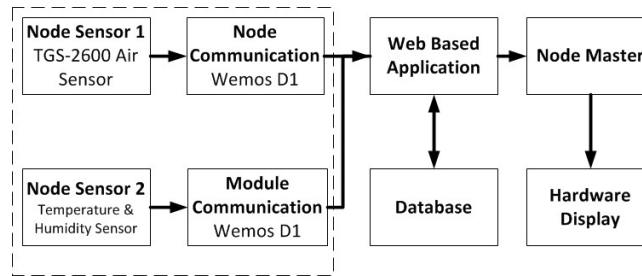 Node Sensor 1
TGS-2600 Air
Sensor
Node
Communication
Wemos D1
Web Based
Application
Node Master
Node Sensor 2
Temperature &
Humidity Sensor
Module
Communication
Wemos D1
Database
Hardware
Display